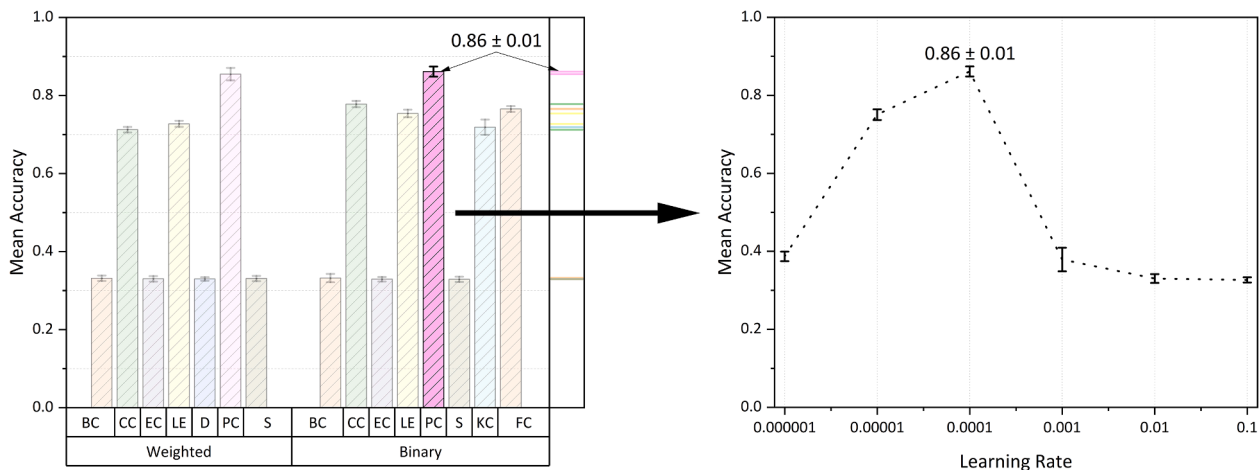 1.0
0.8
0.6
0.4
0.2
0.0
Mean Accuracy
0.86 ± 0.01
BC CC EC LE D PC S BC CC EC LE PC S KC FC
Weighted Binary
1.0
0.8
0.6
0.4
0.2
0.0
Mean Accuracy
0.86 ± 0.01
0.000001 0.00001 0.0001 0.001 0.01 0.1
Learning Rate